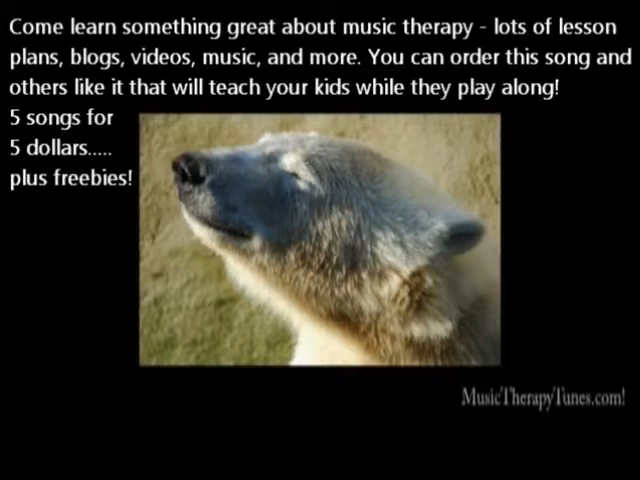 Come learn something great about music therapy - lots of lesson
plans, blogs, videos, music, and more. You can order this song and
others like it that will teach your kids while they play along!
5 songs for
5 dollars.....
plus freebies!
MusicTherapyTunes.com!